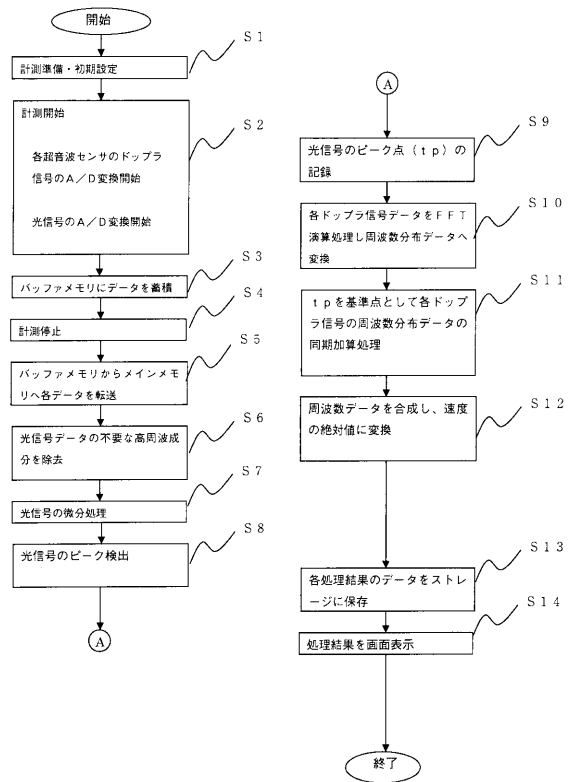 開始
S1
計測準備・初期設定
S2
計測開始
各超音波センサのドップラ
信号のA/D変換開始
光信号のA/D変換開始
S3
バッファメモリにデータを蓄積
S4
計測停止
S5
バッファメモリからメインメモ
リへ各データを転送
S6
光信号データの不要な高周波成
分を除去
S7
光信号の微分処理
S8
光信号のピーク検出
A
A
S9
光信号のピーク点(tp)の
記録
S10
各ドップラ信号データをFFT
演算処理し周波数分布データへ
変換
S11
tpを基準点として各ドップ
ラ信号の周波数分布データの
同期加算処理
S12
周波数データを合成し、速度
の絶対値に変換
S13
各処理結果のデータをストレ
ージに保存
S14
処理結果を画面表示
終了